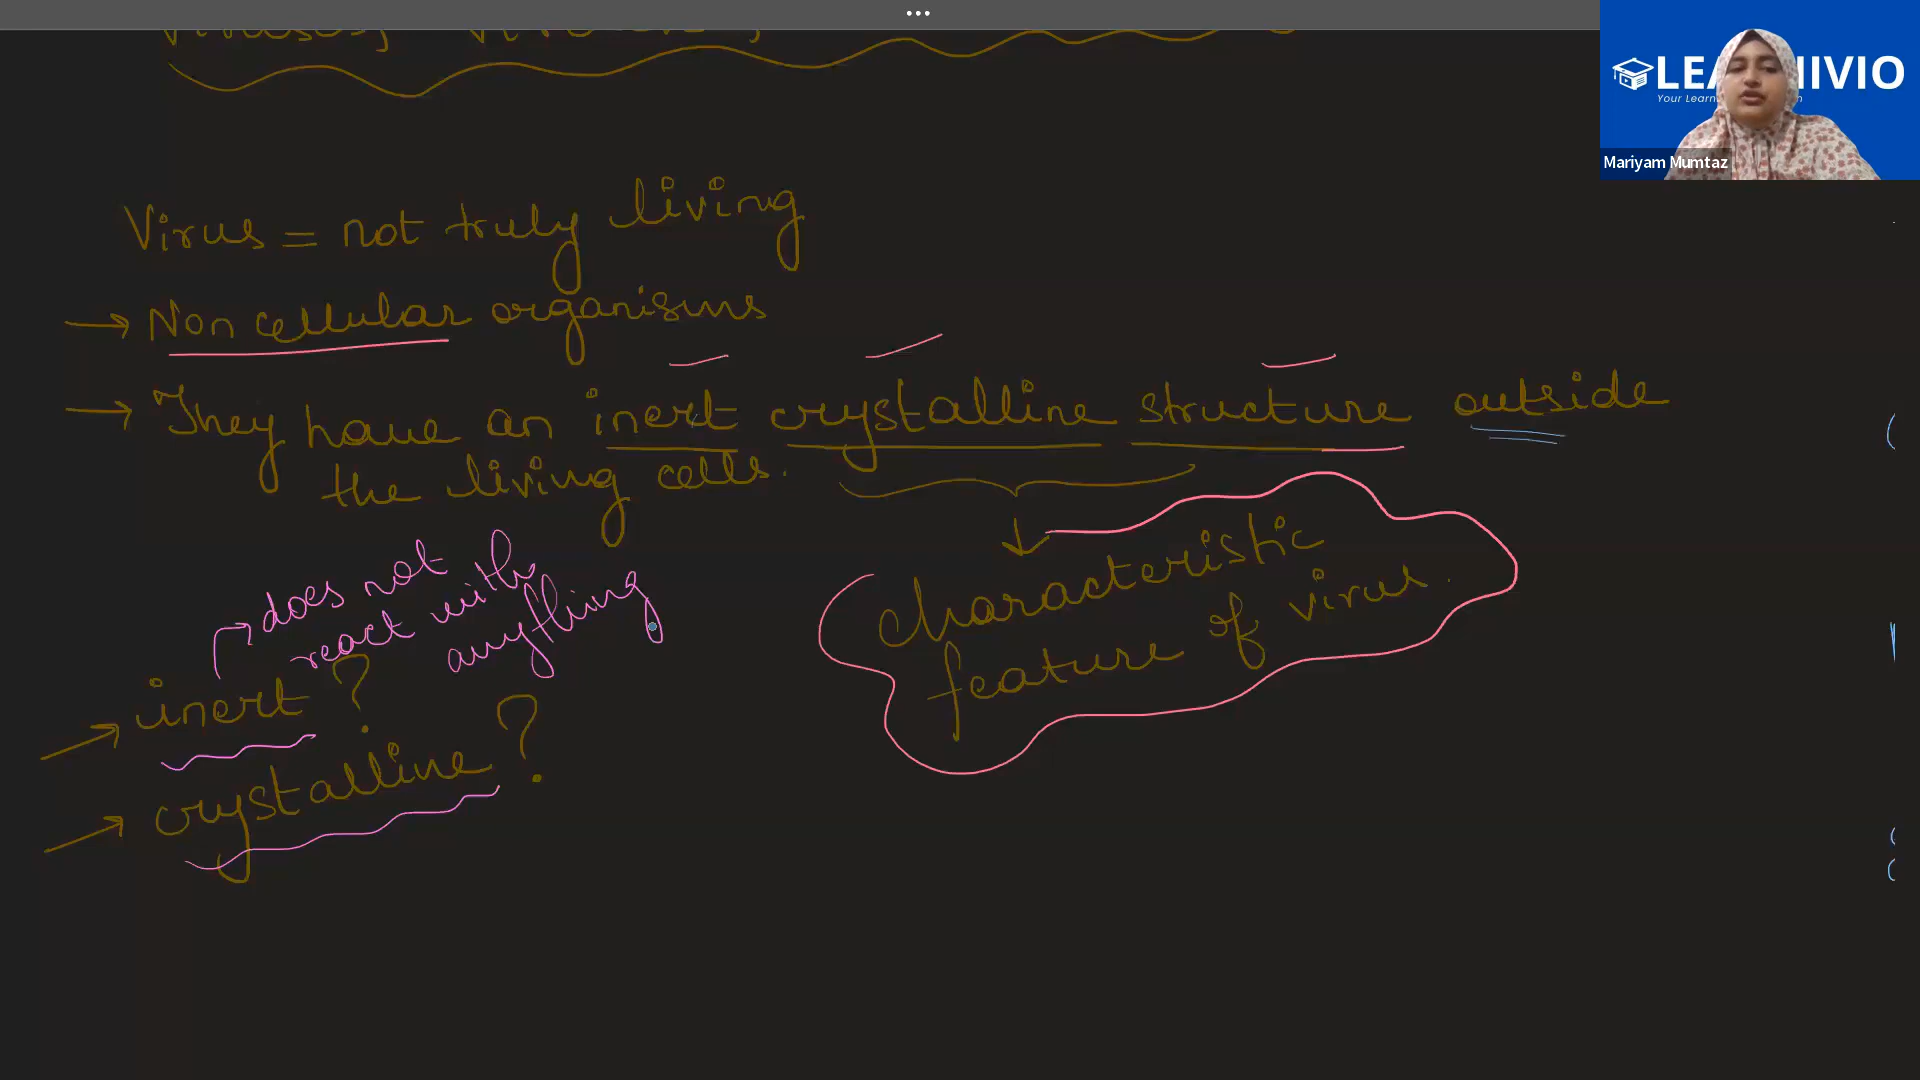 LEA NIVIO
Your Learn n
Mariyam Mumtaz
Virus = not truly living
→ Non cellular organisms
→ They have an inert crystalline structure outside
the living cells.
↓
characteristic
feature of virus.
does not
react with
anything
→ inert ?
→ crystalline ?